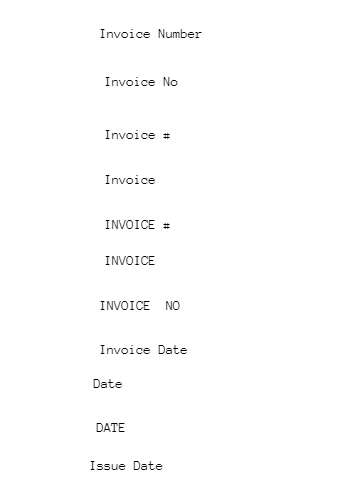 Invoice Number
Invoice No
Invoice #
Invoice
INVOICE #
INVOICE
INVOICE  NO
Invoice Date
Date
DATE
Issue Date